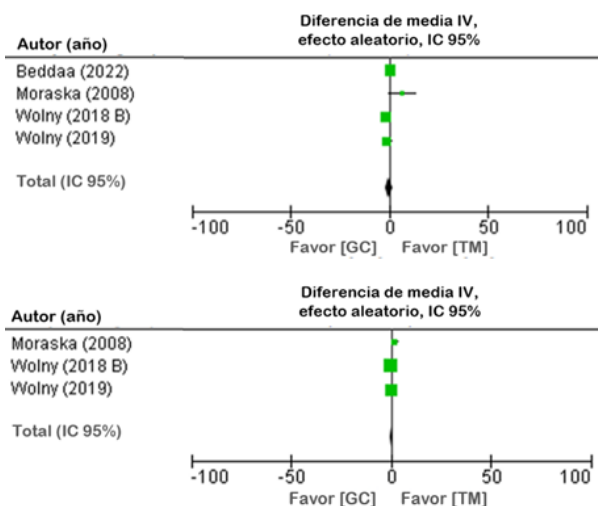 Diferencia de media IV,
Autor (año) efecto aleatorio, IC 95%
Beddaa (2022)
Moraska (2008)
Wolny (2018 B)
Wolny (2019)
Total (IC 95%)
-100 -50 0 50 100
Favor [GC] Favor [TM]
Diferencia de media IV,
Autor (año) efecto aleatorio, IC 95%
Moraska (2008)
Wolny (2018 B)
Wolny (2019)
Total (IC 95%)
-100 -50 0 50 100
Favor [GC] Favor [TM]